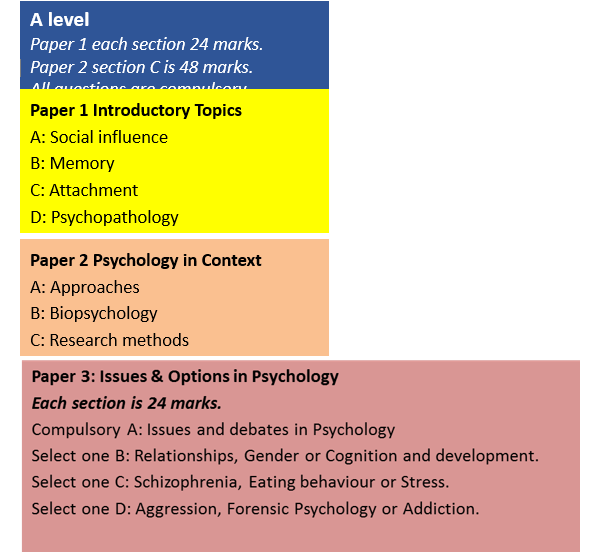 A level
Paper 1 each section 24 marks.
Paper 2 section C is 48 marks.
All questions are compulsory
Paper 1 Introductory Topics
A: Social influence
B: Memory
C: Attachment
D: Psychopathology
Paper 2 Psychology in Context
A: Approaches
B: Biopsychology
C: Research methods
Paper 3: Issues & Options in Psychology
Each section is 24 marks.
Compulsory A: Issues and debates in Psychology
Select one B: Relationships, Gender or Cognition and development.
Select one C: Schizophrenia, Eating behaviour or Stress.
Select one D: Aggression, Forensic Psychology or Addiction.